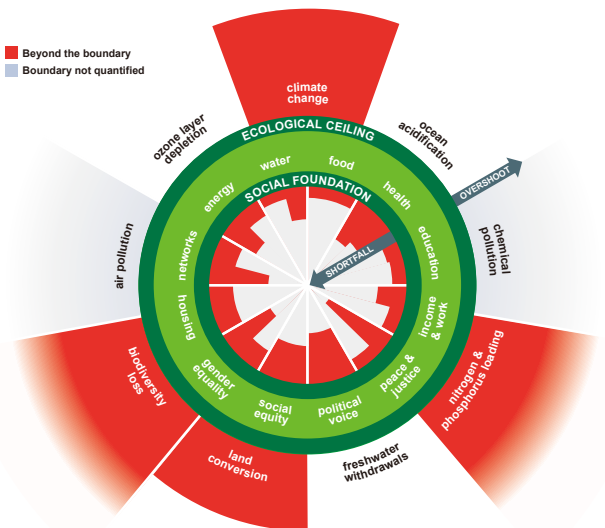 Beyond the boundary
Boundary not quantified
climate
change
ozone layer
depletion
ocean
acidification
ECOLOGICAL CEILING
water
food
energy
health
SOCIAL FOUNDATION
OVERSHOOT
SHORTFALL
air pollution
networks
education
chemical
pollution
housing
income
& work
biodiversity
loss
gender
equality
social
equity
political
voice
peace &
justice
nitrogen &
phosphorus loading
land
conversion
freshwater
withdrawals